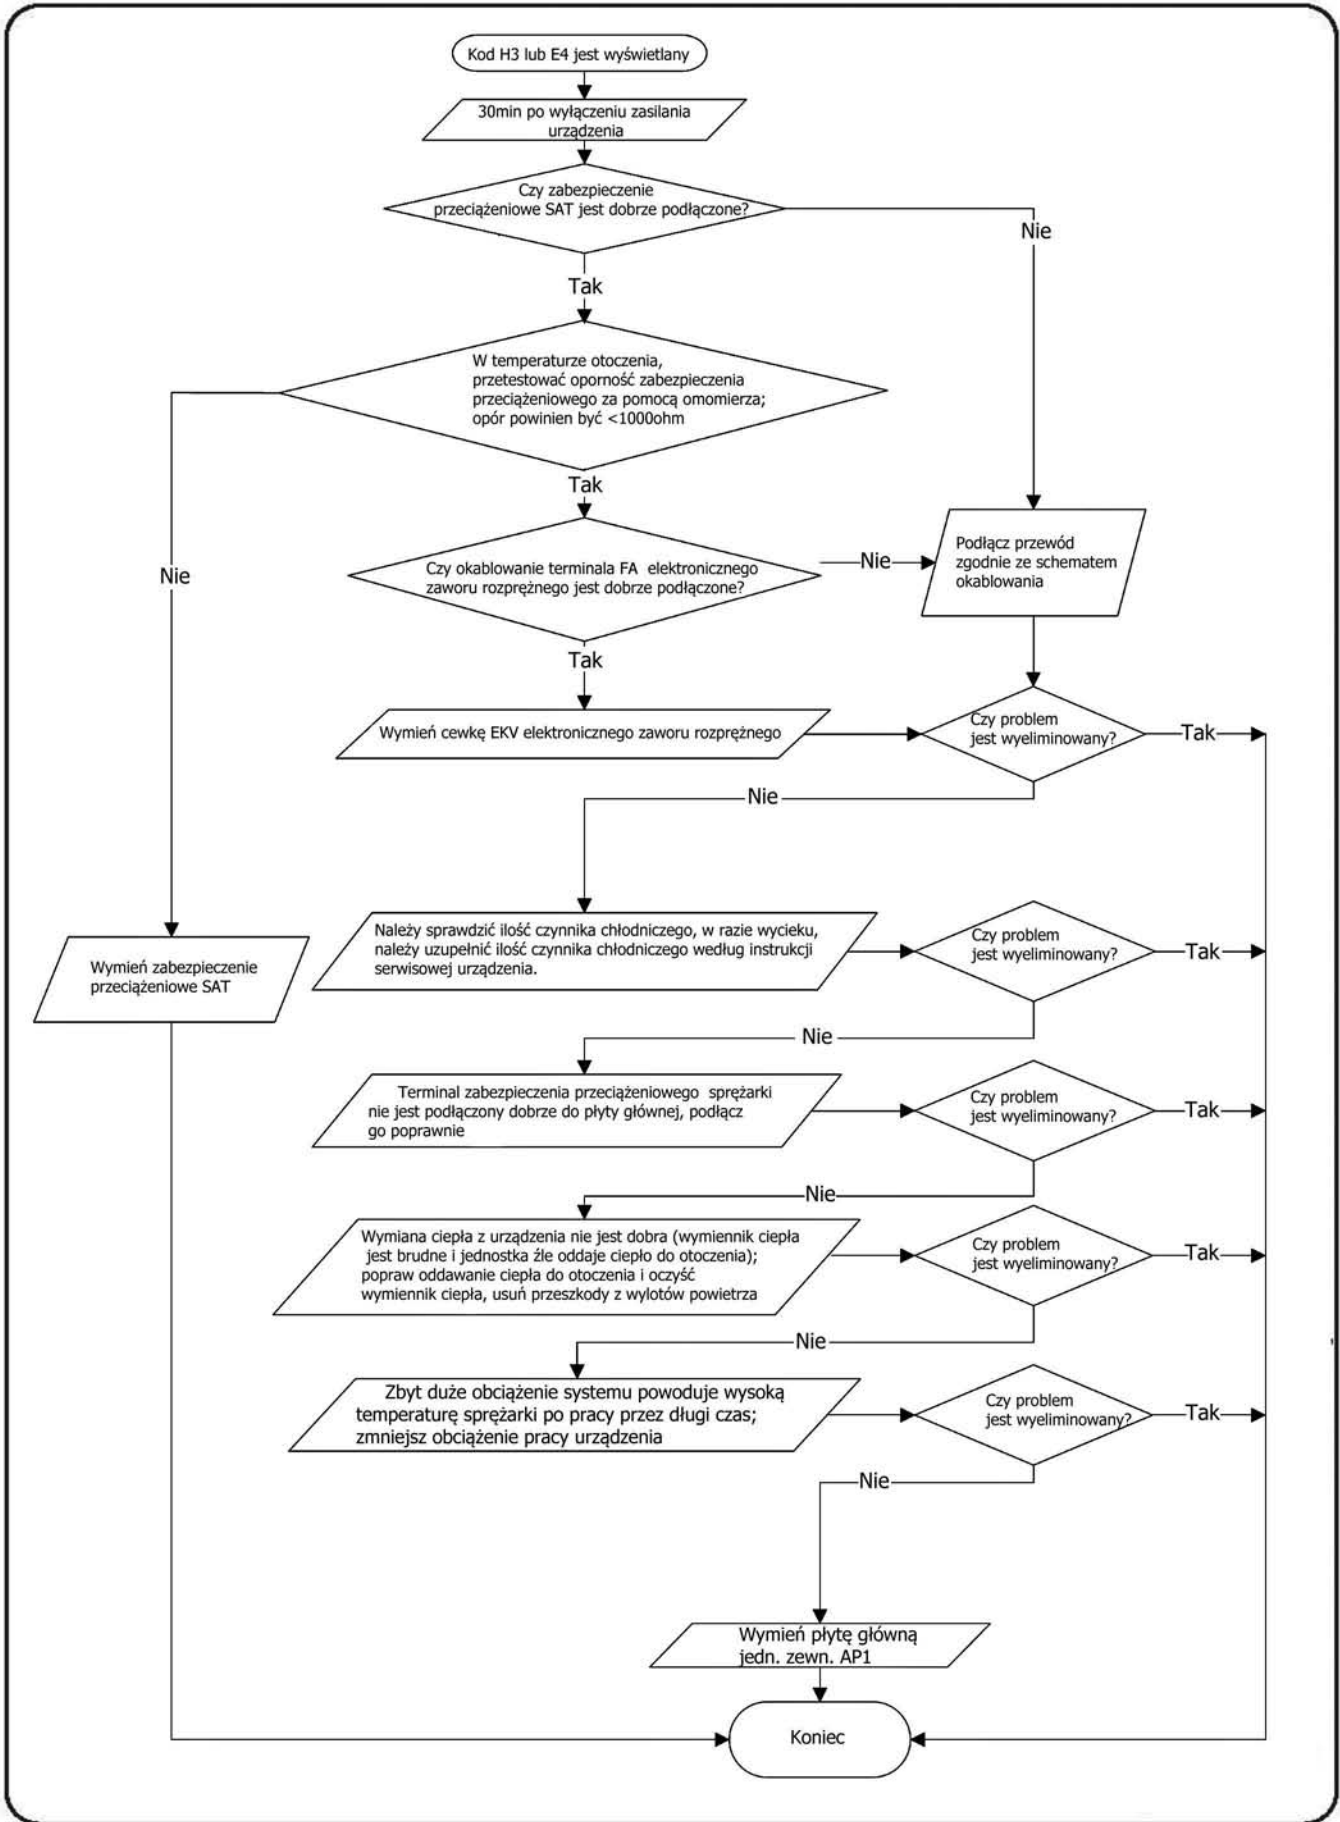 Kod H3 lub E4 jest wyświetlany
30min po wyłączeniu zasilania
urządzenia
Czy zabezpieczenie
przeciążeniowe SAT jest dobrze podłączone?
Nie
Tak
W temperaturze otoczenia,
przetestować oporność zabezpieczenia
przeciążeniowego za pomocą omomierza;
opór powinien być <1000ohm
Tak
Nie
Czy okablowanie terminala FA elektronicznego
zaworu rozprężnego jest dobrze podłączone?
Nie
Podłącz przewód
zgodnie ze schematem
okablowania
Tak
Wymień cewkę EKV elektronicznego zaworu rozprężnego
Czy problem
jest wyeliminowany?
Tak
Nie
Należy sprawdzić ilość czynnika chłodniczego, w razie wycieku,
należy uzupełnić ilość czynnika chłodniczego według instrukcji
serwisowej urządzenia.
Czy problem
jest wyeliminowany?
Tak
Wymień zabezpieczenie
przeciążeniowe SAT
Nie
Terminal zabezpieczenia przeciążeniowego sprężarki
nie jest podłączony dobrze do płyty głównej, podłącz
go poprawnie
Czy problem
jest wyeliminowany?
Tak
Nie
Wymiana ciepła z urządzenia nie jest dobra (wymiennik ciepła
jest brudne i jednostka źle oddaje ciepło do otoczenia);
popraw oddawanie ciepła do otoczenia i oczyść
wymiennik ciepła, usuń przeszkody z wylotów powietrza
Czy problem
jest wyeliminowany?
Tak
Nie
Zbyt duże obciążenie systemu powoduje wysoką
temperaturę sprężarki po pracy przez długi czas;
zmniejsz obciążenie pracy urządzenia
Czy problem
jest wyeliminowany?
Tak
Nie
Wymień płytę główną
jedn. zewn. AP1
Koniec